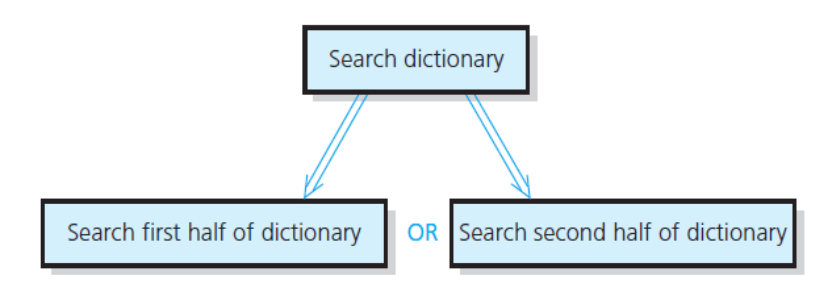 Search dictionary
Search first half of dictionary OR Search second half of dictionary